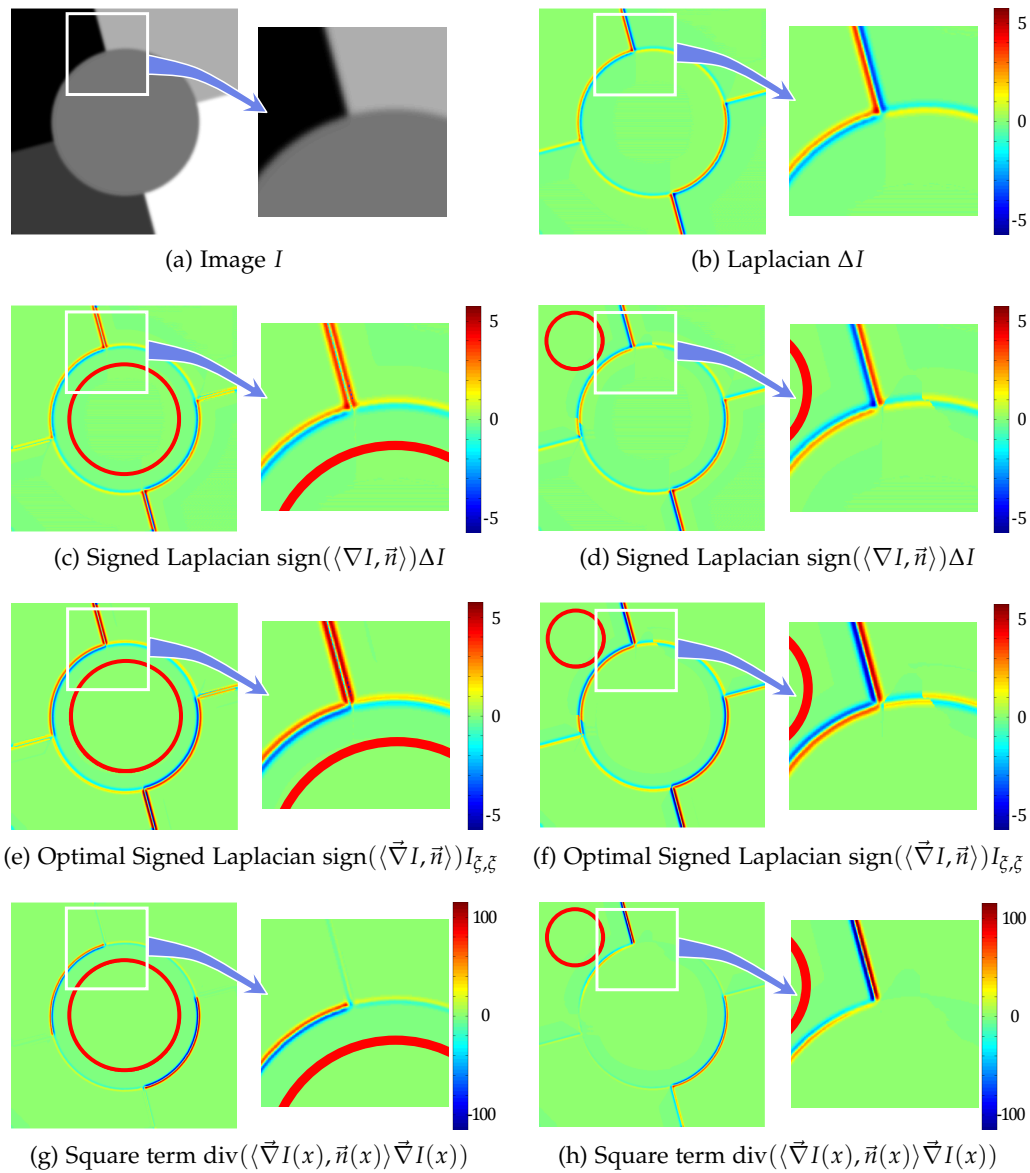 5
0
-5
(a) Image I
(b) Laplacian ΔI
5
0
-5
5
0
-5
(c) Signed Laplacian sign(⟨∇I, n⃗⟩)ΔI
(d) Signed Laplacian sign(⟨∇I, n⃗⟩)ΔI
5
0
-5
5
0
-5
(e) Optimal Signed Laplacian sign(⟨∇⃗I, n⃗⟩)I_{ξ,ξ}
(f) Optimal Signed Laplacian sign(⟨∇⃗I, n⃗⟩)I_{ξ,ξ}
100
0
-100
100
0
-100
(g) Square term div(⟨∇⃗I(x), n⃗(x)⟩∇⃗I(x))
(h) Square term div(⟨∇⃗I(x), n⃗(x)⟩∇⃗I(x))